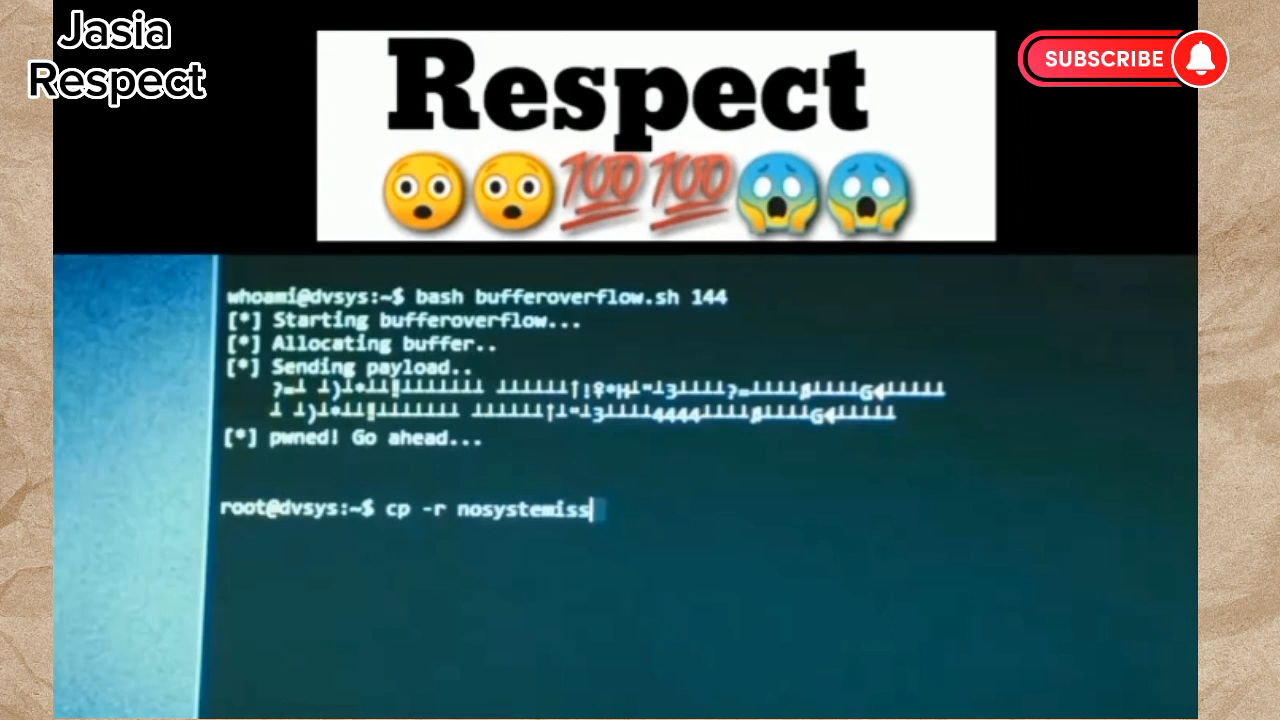 Jasia
Respect
Respect
😲😲💯💯😱😱
SUBSCRIBE
whoami@dvsys:~$ bash bufferoverflow.sh 144
[*] Starting bufferoverflow...
[*] Allocating buffer..
[*] Sending payload..
[*] pwned! Go ahead...
root@dvsys:~$ cp -r nosystemiss